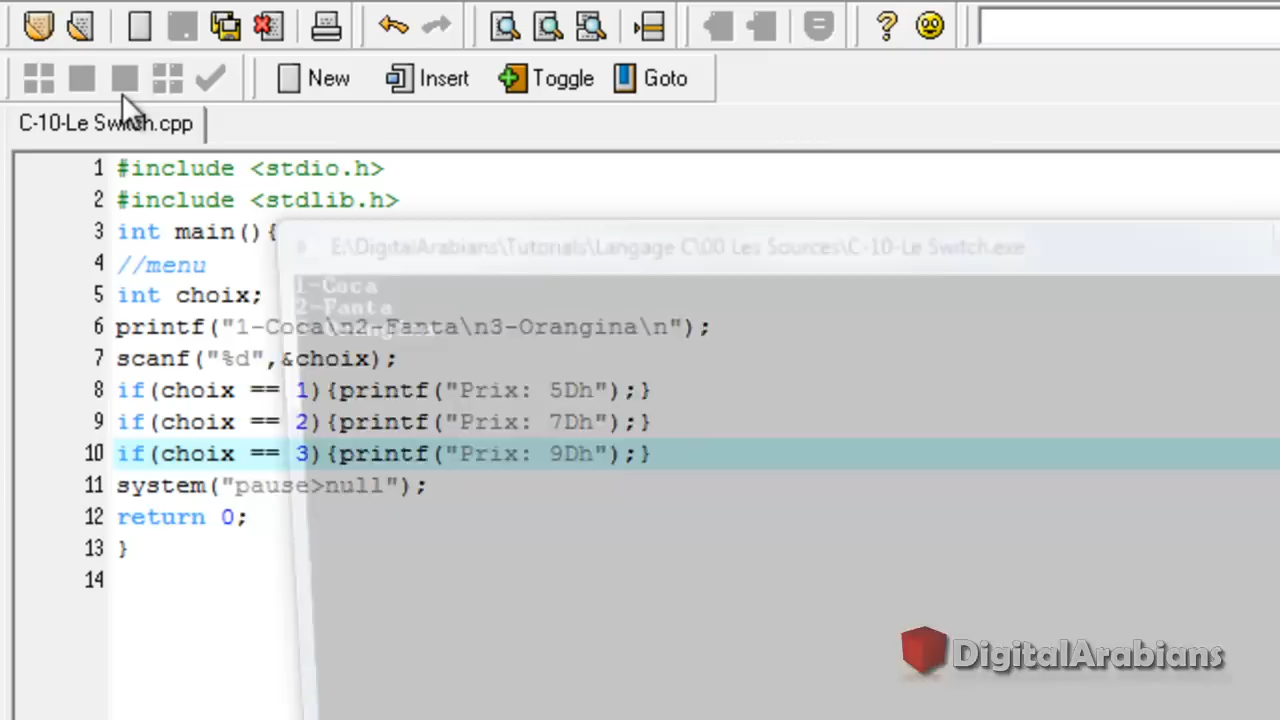 New Insert Toggle Goto
C-10-Le Switch.cpp
1 #include <stdio.h>
2 #include <stdlib.h>
3 int main(){
E:\DigitalArabians\Tutorials\Langage C\00 Les Sources\C-10-Le Switch.exe
4 //menu
1-Coca
5 int choix;
2-Fanta
6 printf("1-Coca\n2-Fanta\n3-Orangina\n");
7 scanf("%d",&choix);
8 if(choix == 1){printf("Prix: 5Dh");}
9 if(choix == 2){printf("Prix: 7Dh");}
10 if(choix == 3){printf("Prix: 9Dh");}
11 system("pause>null");
12 return 0;
13 }
14
DigitalArabians